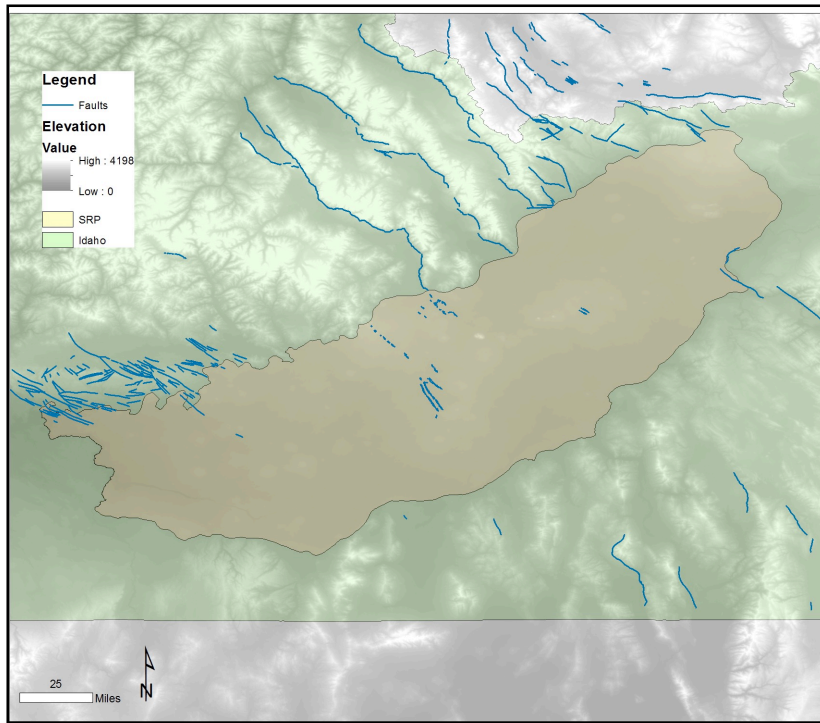 Legend
Faults
Elevation
Value
High : 4198
Low : 0
SRP
Idaho
25
Miles
N